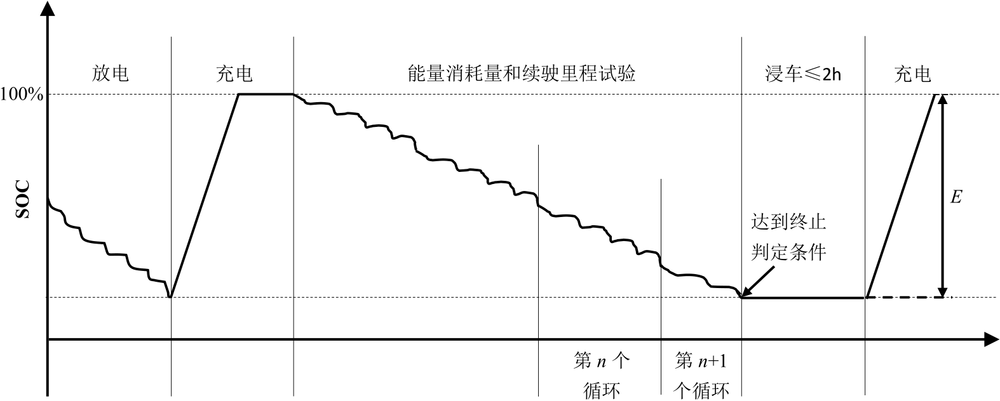 放电
充电
能量消耗量和续驶里程试验
浸车≤2h
充电
100%
SOC
E
达到终止
判定条件
第 n 个
循环
第 n+1
个循环